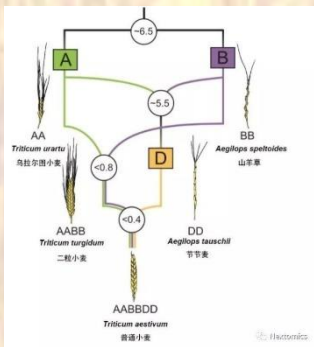 ~6.5
A
B
~5.5
AA
Triticum urartu
乌拉尔图小麦
BB
Aegilops speltoides
山羊草
<0.8
D
<0.4
AABB
Triticum turgidum
二粒小麦
DD
Aegilops tauschii
节节麦
AABBDD
Triticum aestivum
普通小麦
Nextomics